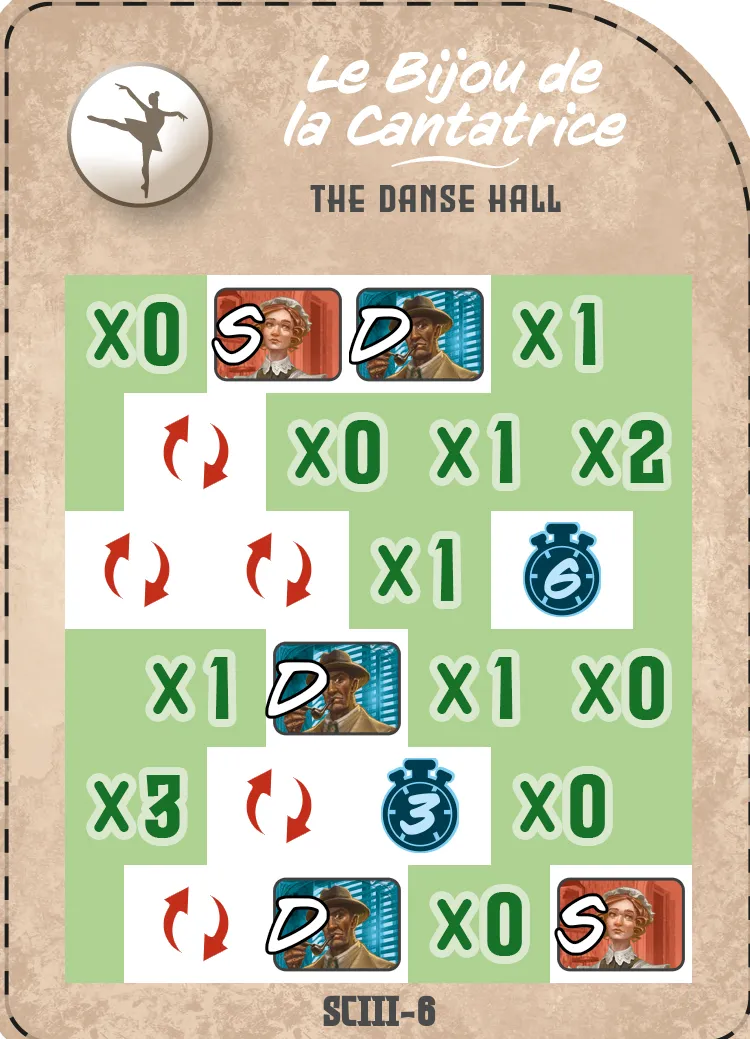 Le Bijou de
la Cantatrice
THE DANSE HALL
X0 S D X1
X0 X1 X2
X1 6
X1 D X1 X0
X3 3 X0
D X0 S
SCIII-6